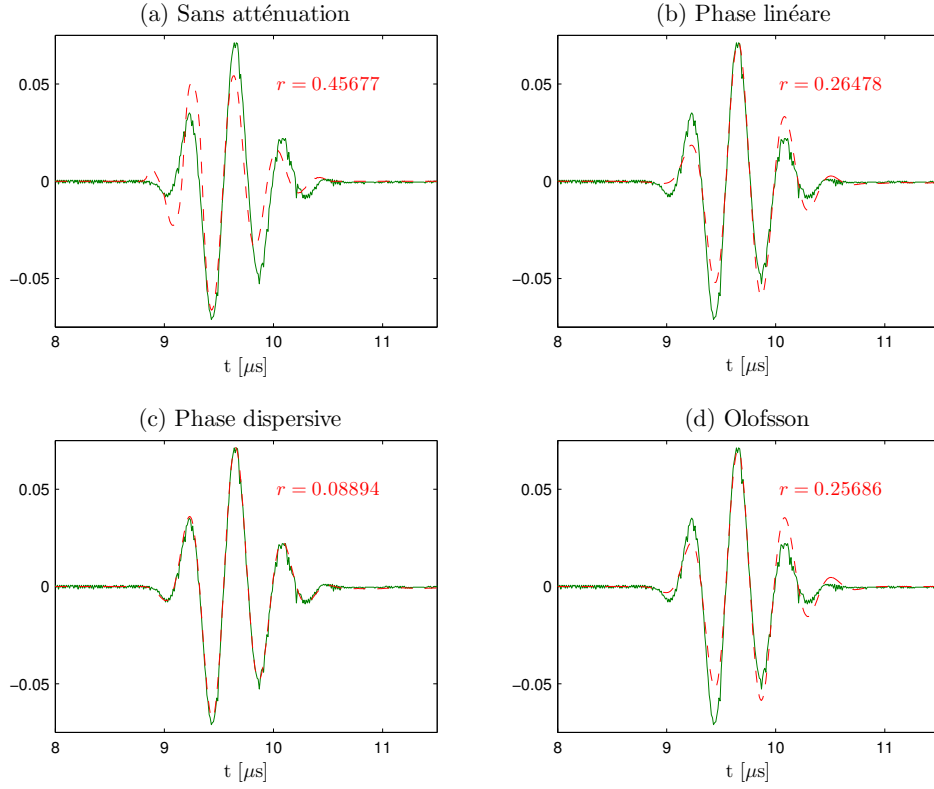 (a) Sans atténuation
0.05
0
−0.05
r = 0.45677
8
9
10
11
t [μs]
(b) Phase linéare
0.05
0
−0.05
r = 0.26478
8
9
10
11
t [μs]
(c) Phase dispersive
0.05
0
−0.05
r = 0.08894
8
9
10
11
t [μs]
(d) Olofsson
0.05
0
−0.05
r = 0.25686
8
9
10
11
t [μs]